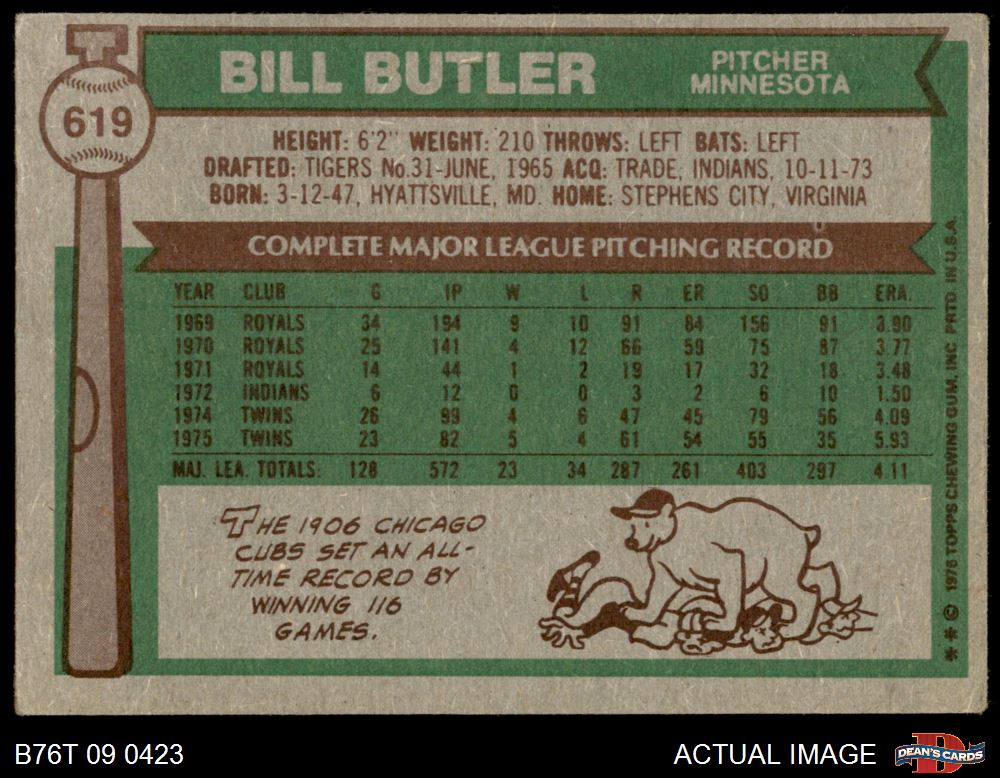 T
619
BILL BUTLER
PITCHER
MINNESOTA
HEIGHT: 6'2" WEIGHT: 210 THROWS: LEFT BATS: LEFT
DRAFTED: TIGERS No.31-JUNE, 1965 ACQ: TRADE, INDIANS, 10-11-73
BORN: 3-12-47, HYATTSVILLE, MD. HOME: STEPHENS CITY, VIRGINIA
COMPLETE MAJOR LEAGUE PITCHING RECORD
YEAR CLUB G IP W L R ER SO BB ERA.
1969 ROYALS 34 194 9 10 91 84 156 91 3.90
1970 ROYALS 25 141 4 12 66 59 75 87 3.77
1971 ROYALS 14 44 1 2 19 17 32 18 3.48
1972 INDIANS 6 12 0 0 3 2 6 10 1.50
1974 TWINS 26 99 4 6 47 45 79 56 4.09
1975 TWINS 23 82 5 4 61 54 55 35 5.93
MAJ. LEA. TOTALS: 128 572 23 34 287 261 403 297 4.11
THE 1906 CHICAGO
CUBS SET AN ALL-
TIME RECORD BY
WINNING 116
GAMES.
** © 1976 TOPPS CHEWING GUM, INC PRTD. IN U.S.A.
B76T 09 0423
ACTUAL IMAGE
DEAN'S CARDS